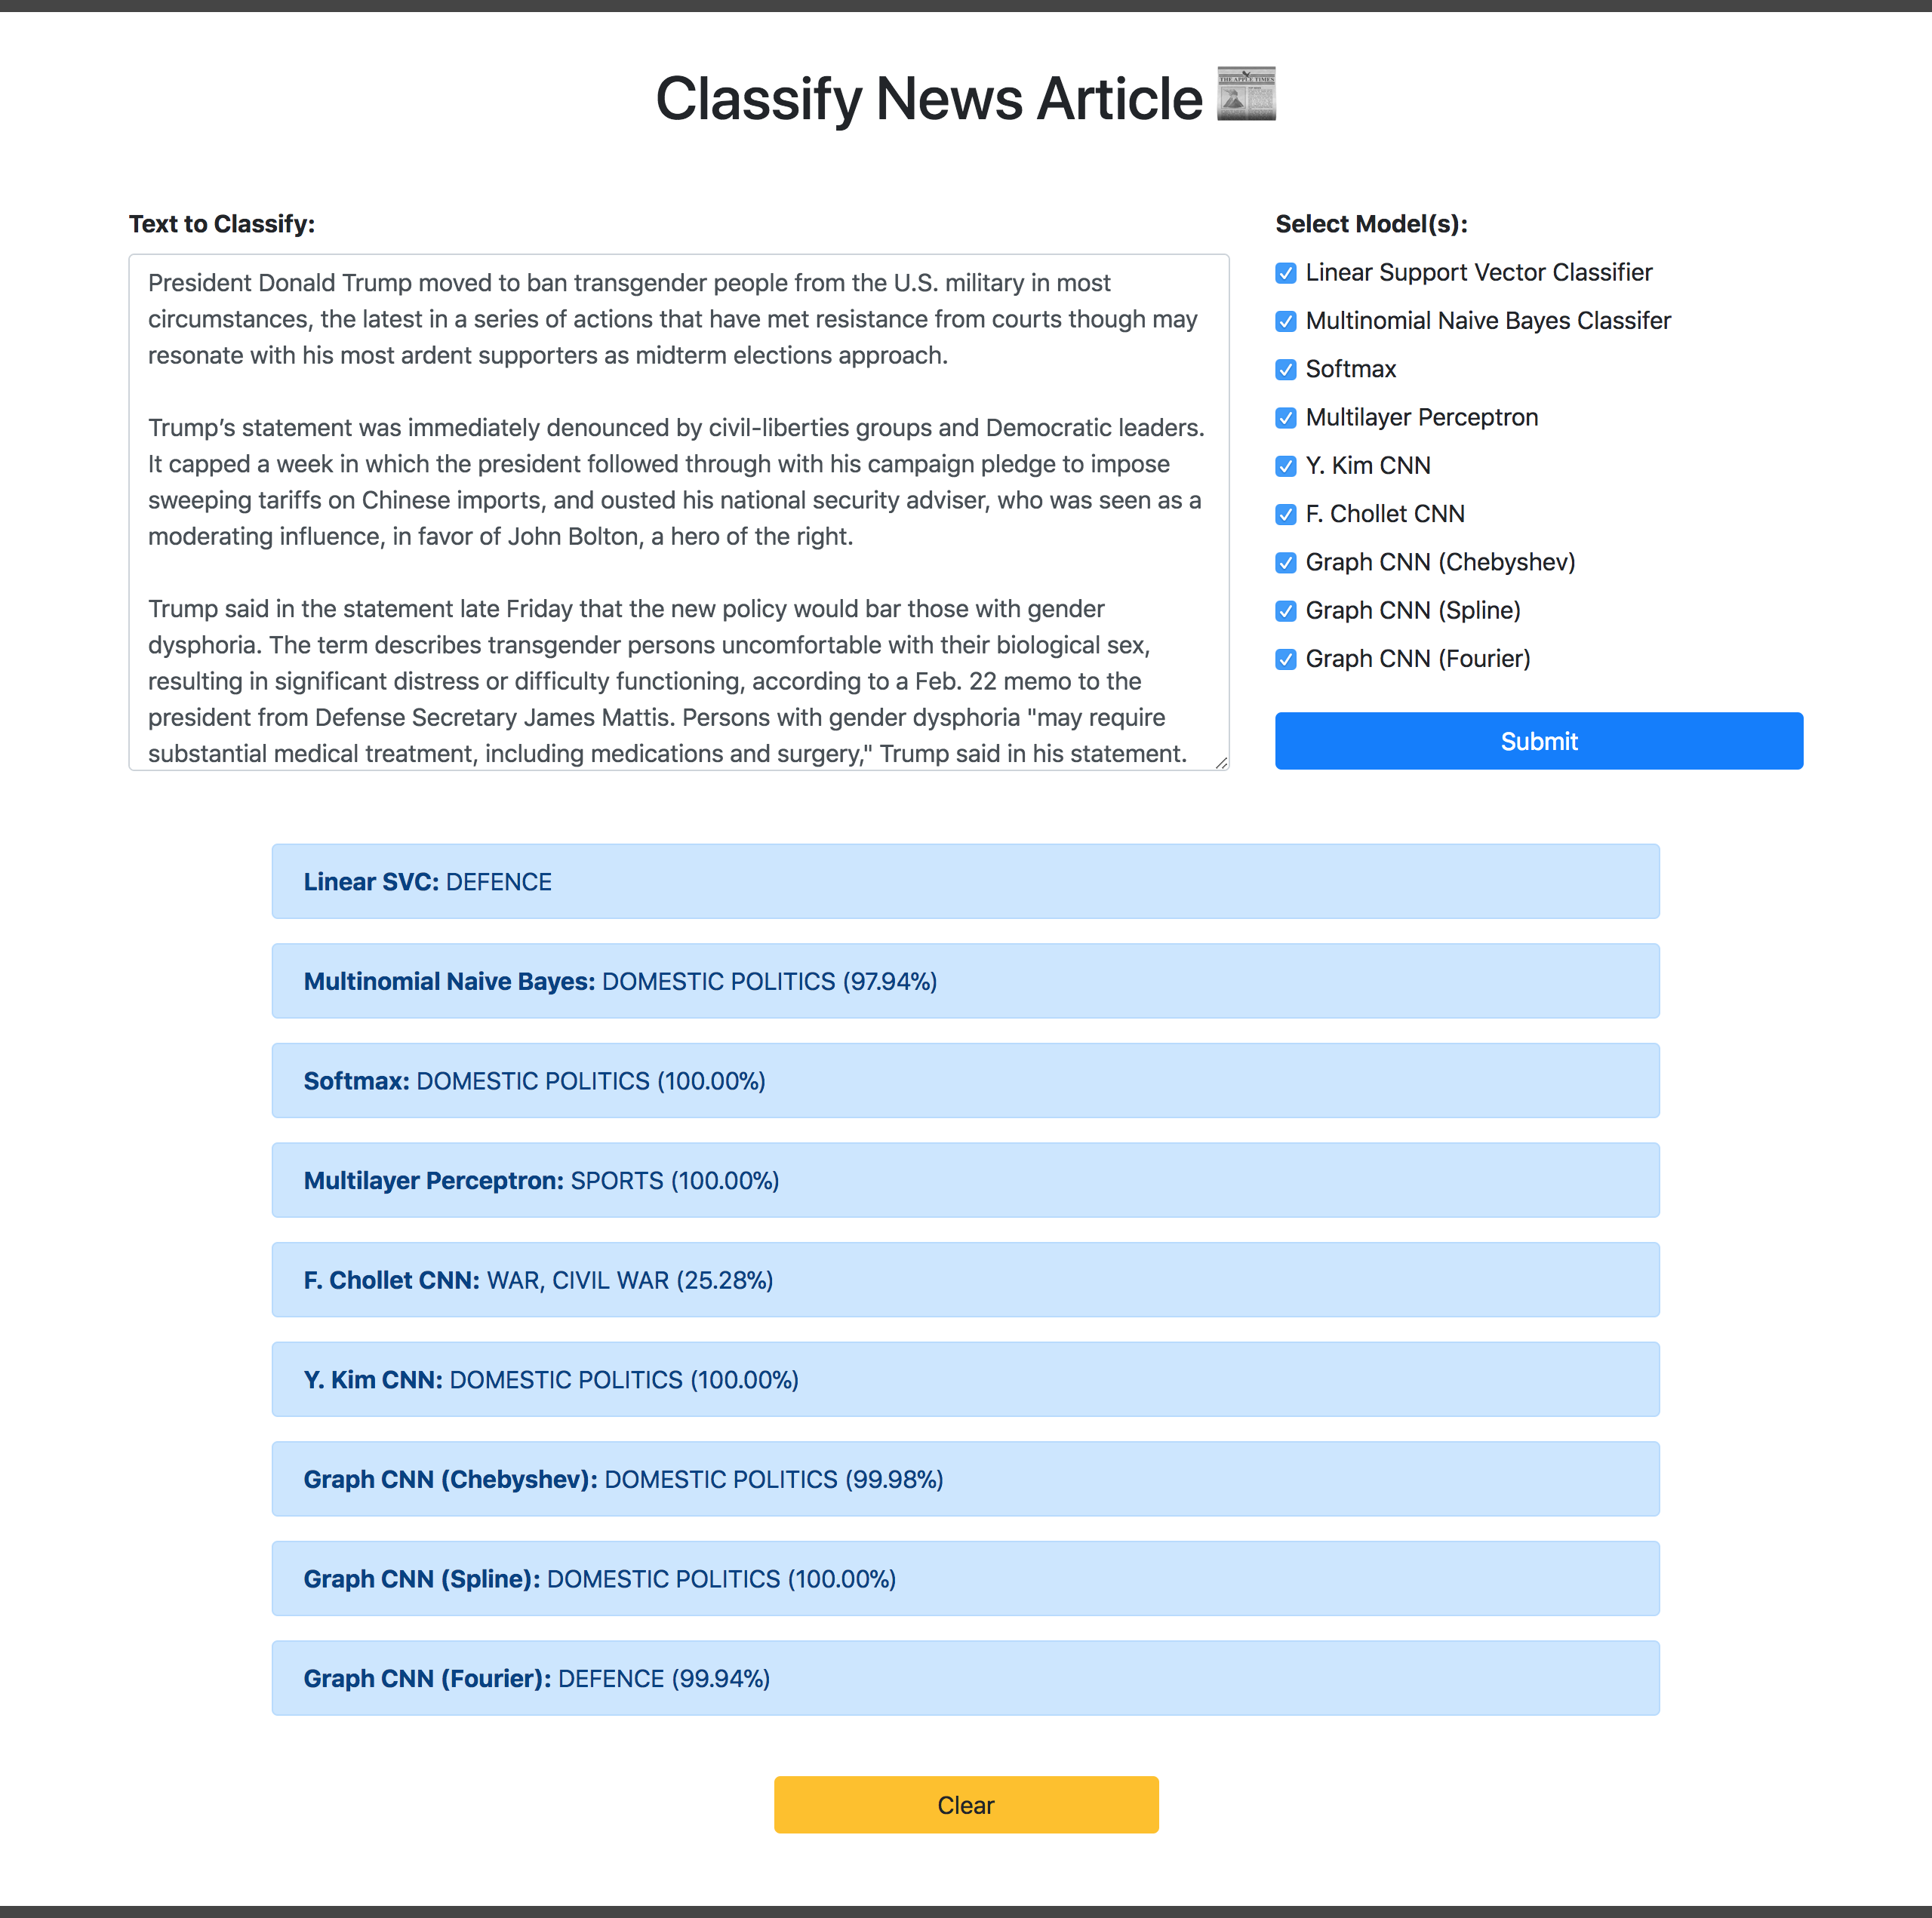 Classify News Article
THE APPLE TIMES
Text to Classify:
President Donald Trump moved to ban transgender people from the U.S. military in most
circumstances, the latest in a series of actions that have met resistance from courts though may
resonate with his most ardent supporters as midterm elections approach.
Trump’s statement was immediately denounced by civil-liberties groups and Democratic leaders.
It capped a week in which the president followed through with his campaign pledge to impose
sweeping tariffs on Chinese imports, and ousted his national security adviser, who was seen as a
moderating influence, in favor of John Bolton, a hero of the right.
Trump said in the statement late Friday that the new policy would bar those with gender
dysphoria. The term describes transgender persons uncomfortable with their biological sex,
resulting in significant distress or difficulty functioning, according to a Feb. 22 memo to the
president from Defense Secretary James Mattis. Persons with gender dysphoria "may require
substantial medical treatment, including medications and surgery," Trump said in his statement.
Select Model(s):
Linear Support Vector Classifier
Multinomial Naive Bayes Classifer
Softmax
Multilayer Perceptron
Y. Kim CNN
F. Chollet CNN
Graph CNN (Chebyshev)
Graph CNN (Spline)
Graph CNN (Fourier)
Submit
Linear SVC: DEFENCE
Multinomial Naive Bayes: DOMESTIC POLITICS (97.94%)
Softmax: DOMESTIC POLITICS (100.00%)
Multilayer Perceptron: SPORTS (100.00%)
F. Chollet CNN: WAR, CIVIL WAR (25.28%)
Y. Kim CNN: DOMESTIC POLITICS (100.00%)
Graph CNN (Chebyshev): DOMESTIC POLITICS (99.98%)
Graph CNN (Spline): DOMESTIC POLITICS (100.00%)
Graph CNN (Fourier): DEFENCE (99.94%)
Clear